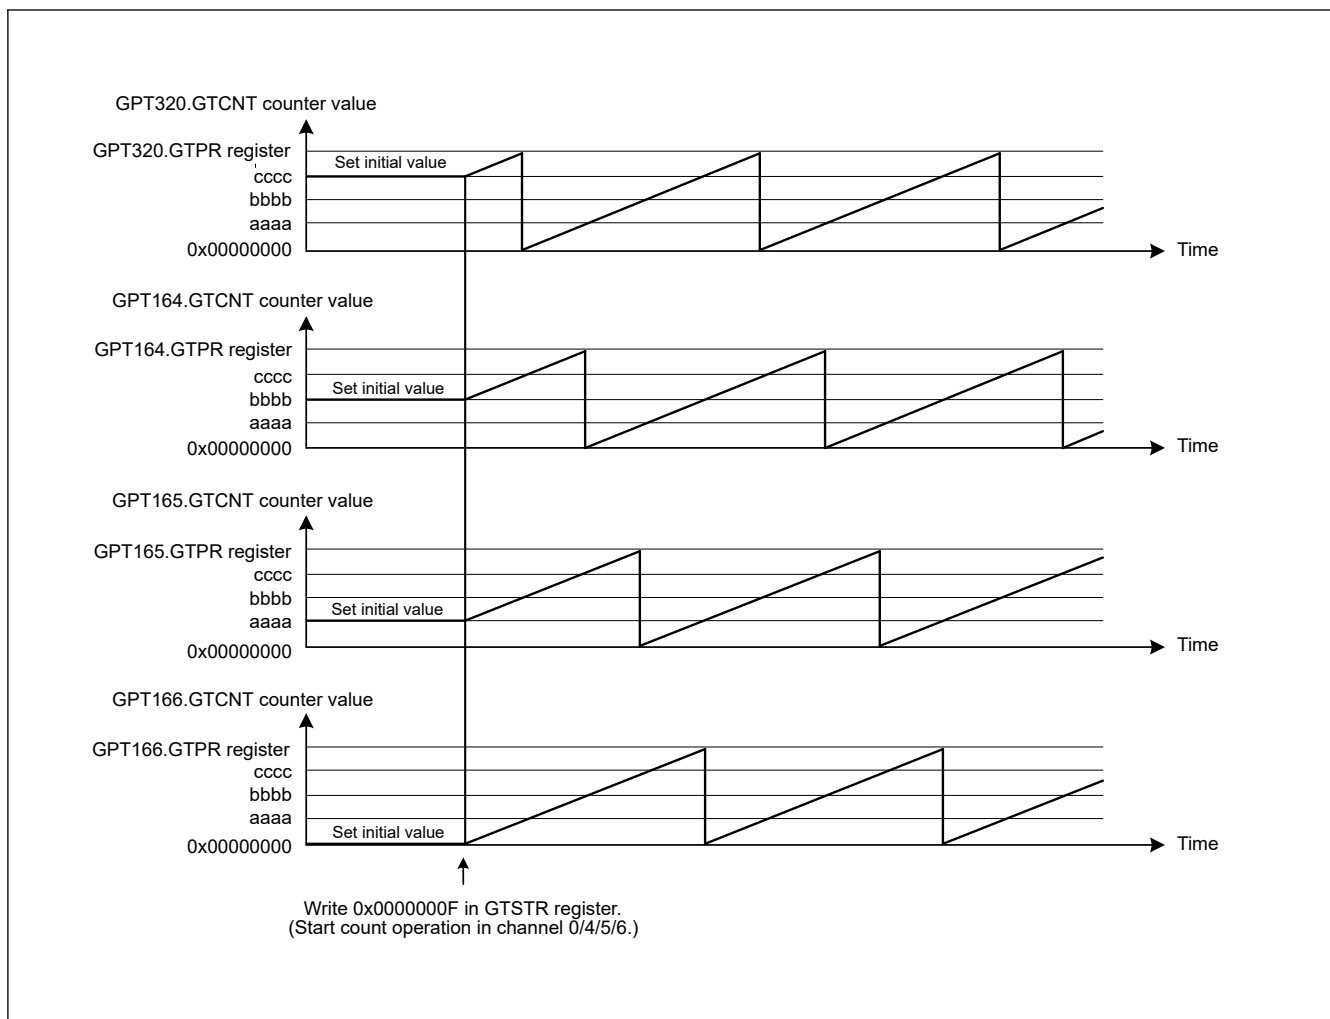 GPT320.GTCNT counter value
GPT320.GTPR register
Set initial value
cccc
bbbb
aaaa
0x00000000
Time
GPT164.GTCNT counter value
GPT164.GTPR register
cccc
Set initial value
bbbb
aaaa
0x00000000
Time
GPT165.GTCNT counter value
GPT165.GTPR register
cccc
bbbb
Set initial value
aaaa
0x00000000
Time
GPT166.GTCNT counter value
GPT166.GTPR register
cccc
bbbb
aaaa
Set initial value
0x00000000
Time
Write 0x0000000F in GTSTR register.
(Start count operation in channel 0/4/5/6.)